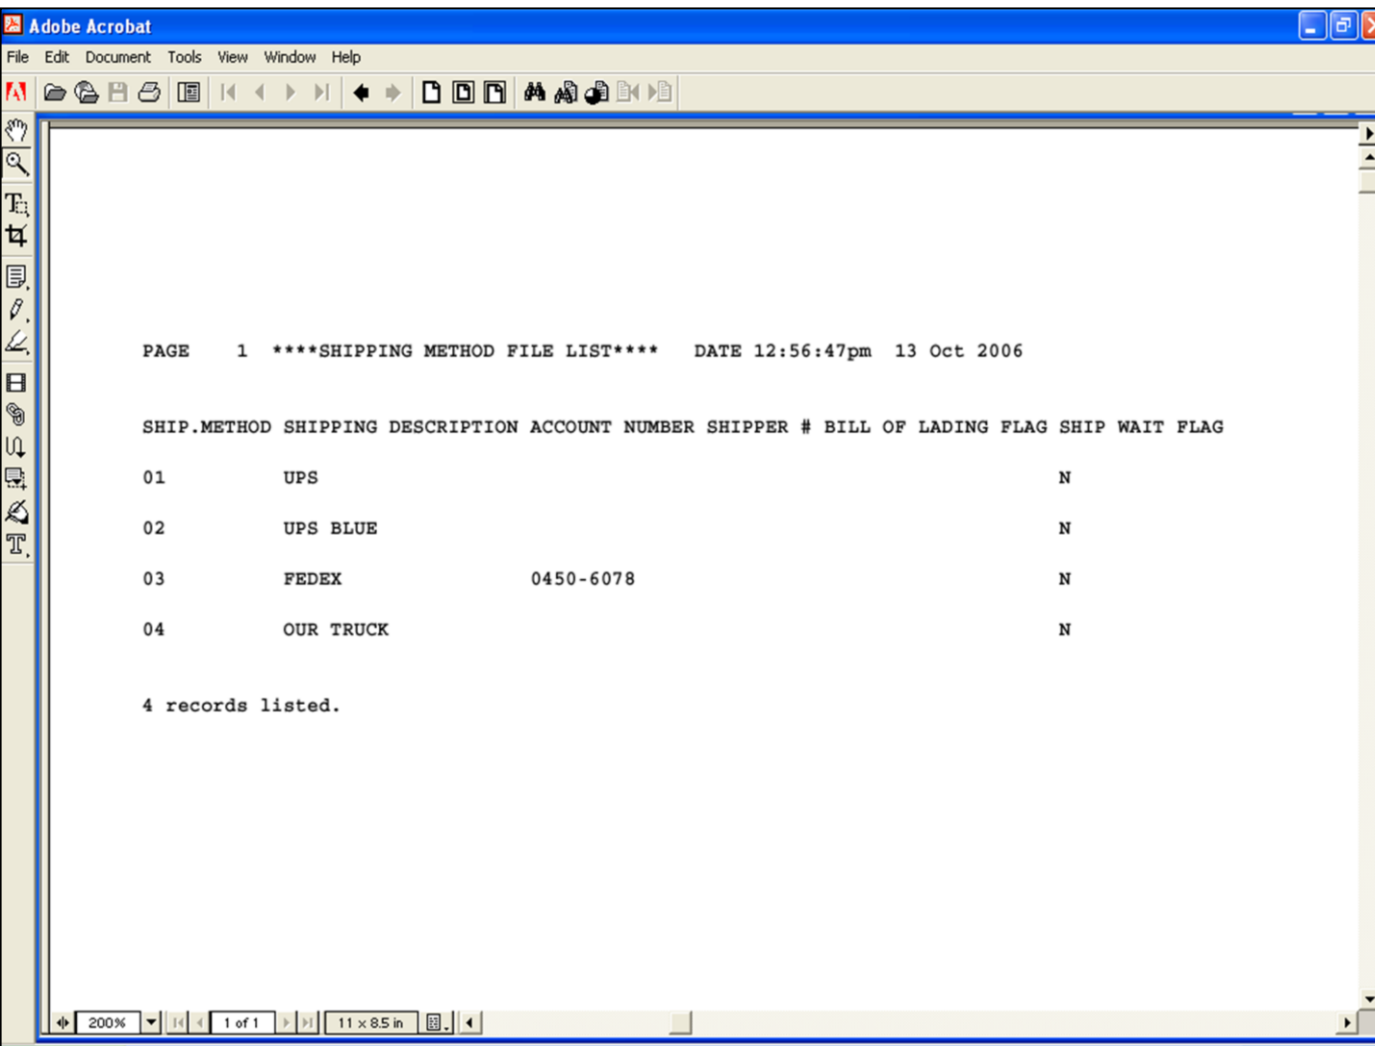 Adobe Acrobat
File Edit Document Tools View Window Help
PAGE 1 ****SHIPPING METHOD FILE LIST**** DATE 12:56:47pm 13 Oct 2006
SHIP.METHOD SHIPPING DESCRIPTION ACCOUNT NUMBER SHIPPER # BILL OF LADING FLAG SHIP WAIT FLAG
01 UPS N
02 UPS BLUE N
03 FEDEX 0450-6078 N
04 OUR TRUCK N
4 records listed.
200% 1 of 1 11 x 8.5 in